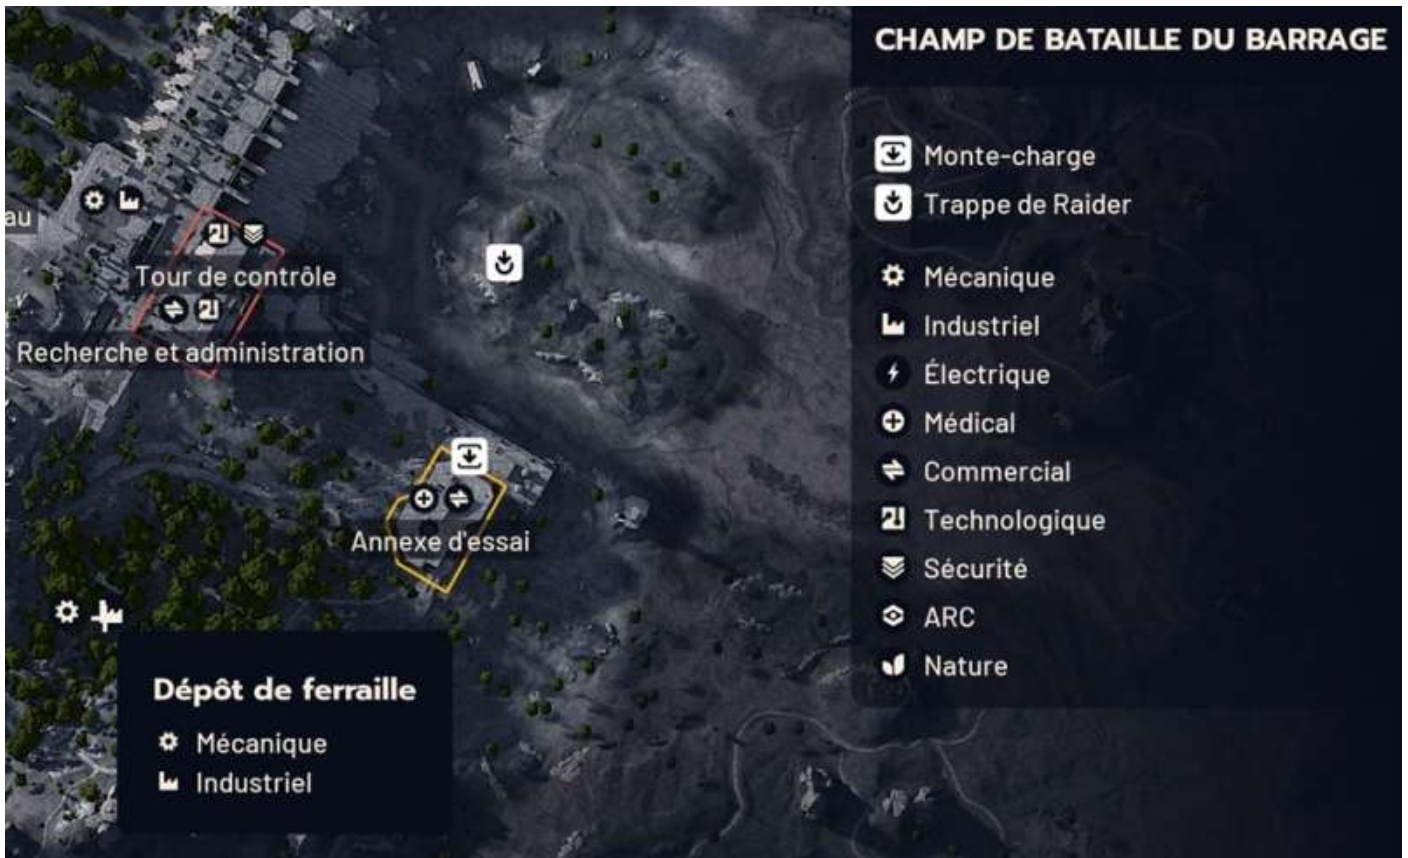 CHAMP DE BATAILLE DU BARRAGE
Monte-charge
Trappe de Raider
Mécanique
Industriel
Électrique
Médical
Commercial
Technologique
Sécurité
ARC
Nature
au
Tour de contrôle
Recherche et administration
Annexe d'essai
Dépôt de ferraille
Mécanique
Industriel